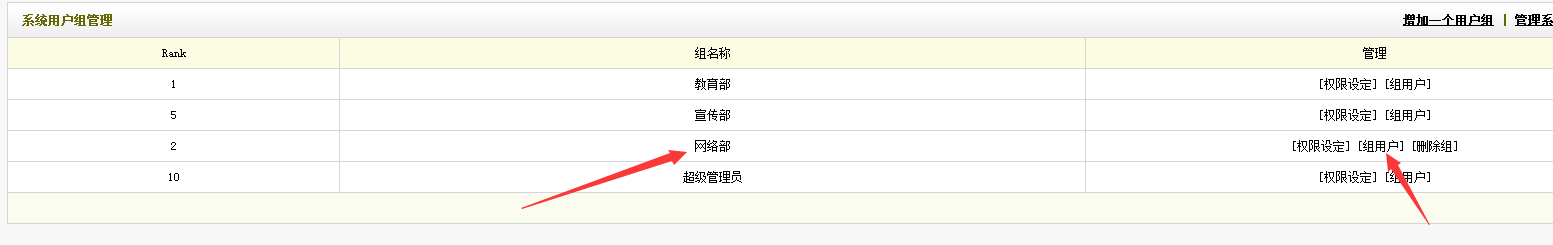 系统用户组管理 增加一个用户组 | 管理系
Rank 组名称 管理
1 教育部 [权限设定] [组用户]
5 宣传部 [权限设定] [组用户]
2 网络部 [权限设定] [组用户] [删除组]
10 超级管理员 [权限设定] [组用户]